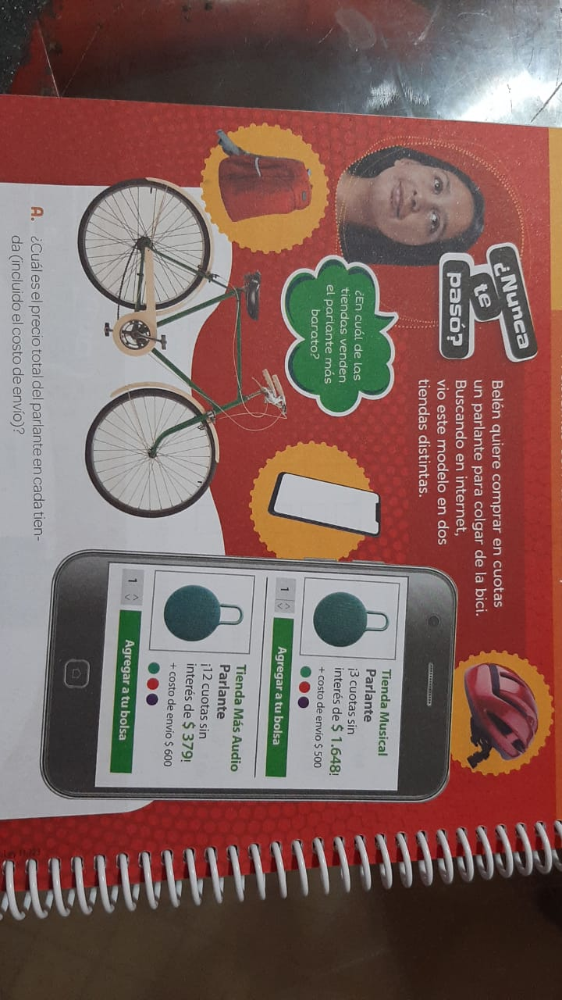 ¿Nunca
te
pasó?
Belén quiere comprar en cuotas
un parlante para colgar de la bici.
Buscando en internet,
vio este modelo en dos
tiendas distintas.
¿En cuál de las
tiendas venden
el parlante más
barato?
Tienda Musical
Parlante
¡3 cuotas sin
interés de $ 1.648!
+ costo de envío $ 500
1
Agregar a tu bolsa
Tienda Más Audio
Parlante
¡12 cuotas sin
interés de $ 379!
+ costo de envío $ 600
1
Agregar a tu bolsa
A. ¿Cuál es el precio total del parlante en cada tien-
da (incluido el costo de envío)?